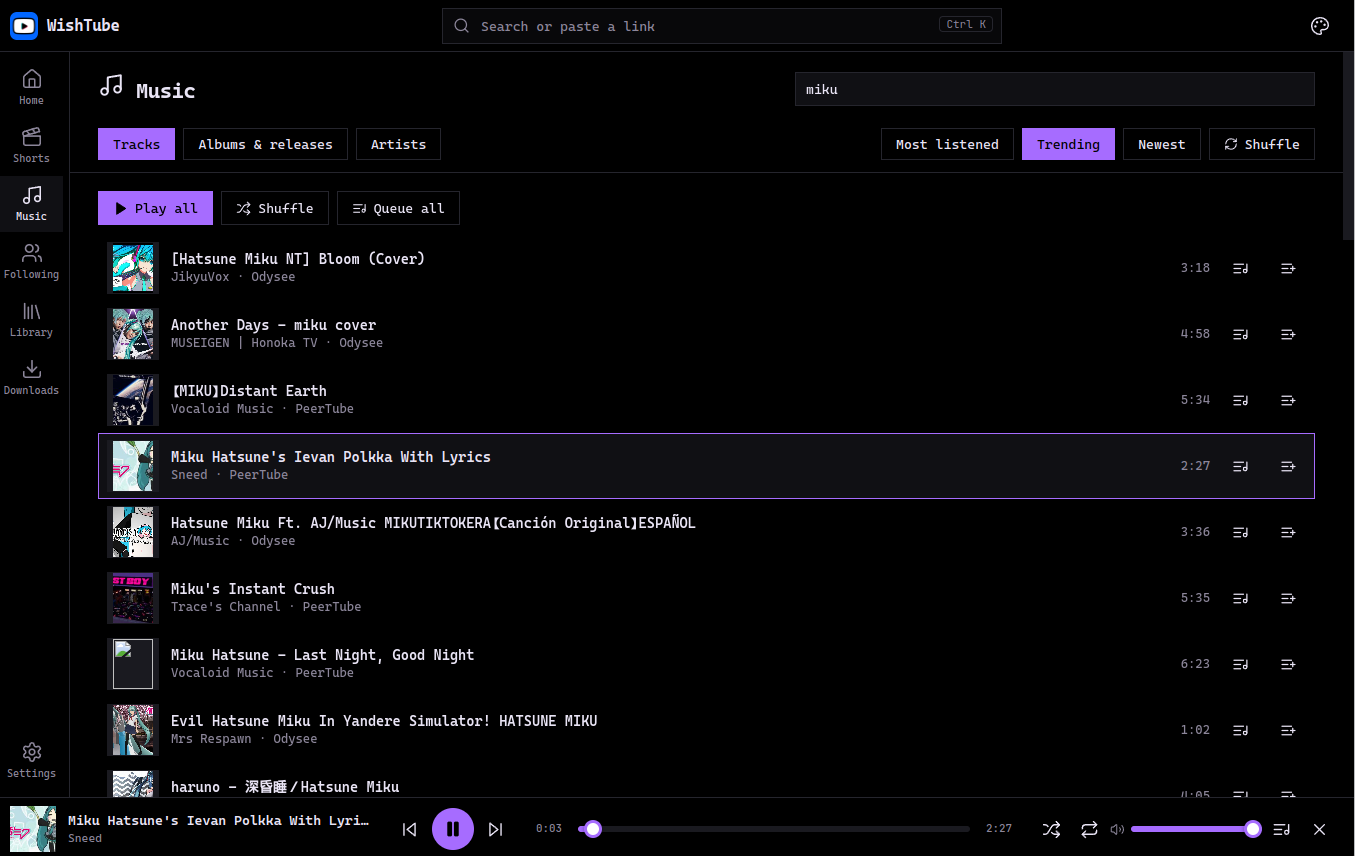 WishTube
Search or paste a link
Ctrl K
Home
Shorts
Music
Following
Library
Downloads
Settings
Music
miku
Tracks
Albums & releases
Artists
Most listened
Trending
Newest
Shuffle
Play all
Shuffle
Queue all
[Hatsune Miku NT] Bloom (Cover)
JikyuVox · Odysee
3:18
Another Days - miku cover
MUSEIGEN | Honoka TV · Odysee
4:58
【MIKU】Distant Earth
Vocaloid Music · PeerTube
5:34
Miku Hatsune's Ievan Polkka With Lyrics
Sneed · PeerTube
2:27
Hatsune Miku Ft. AJ/Music MIKUTIKTOKERA【Canción Original】ESPAÑOL
AJ/Music · Odysee
3:36
Miku's Instant Crush
Trace's Channel · PeerTube
5:35
Miku Hatsune - Last Night, Good Night
Vocaloid Music · PeerTube
6:23
Evil Hatsune Miku In Yandere Simulator! HATSUNE MIKU
Mrs Respawn · Odysee
1:02
haruno - 深昏睡／Hatsune Miku
4:05
Miku Hatsune's Ievan Polkka With Lyri…
Sneed
0:03
2:27